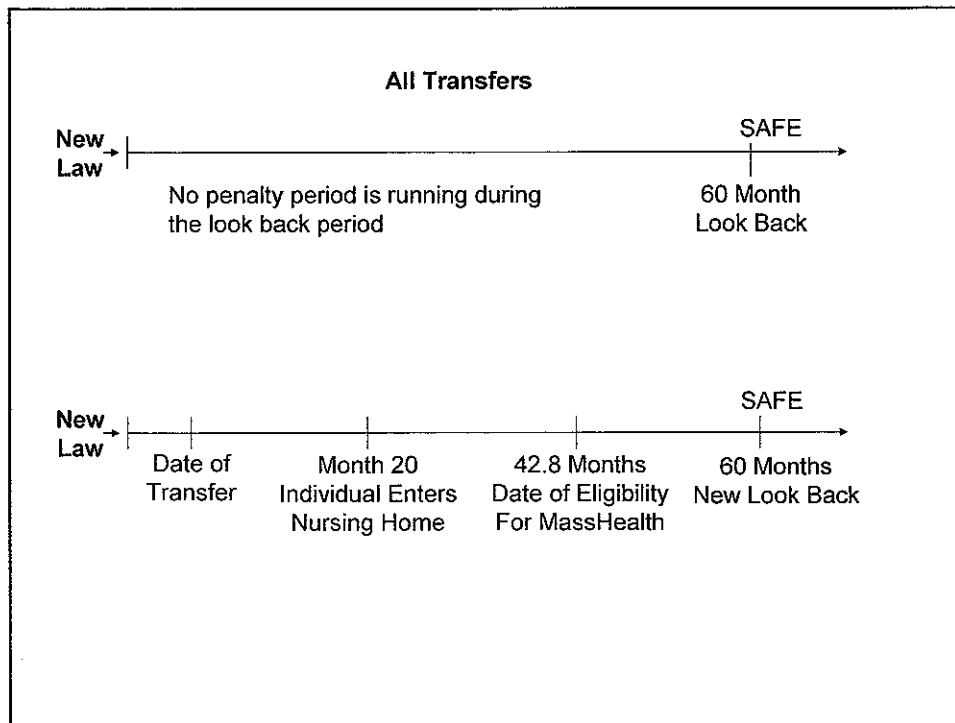 All Transfers
New
Law
SAFE
No penalty period is running during
the look back period
60 Month
Look Back
New
Law
SAFE
Date of
Transfer
Month 20
Individual Enters
Nursing Home
42.8 Months
Date of Eligibility
For MassHealth
60 Months
New Look Back